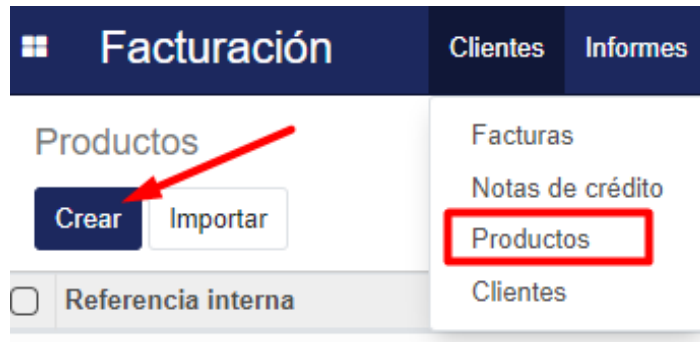 Facturación Clientes Informes
Productos
Crear Importar
Referencia interna
Facturas
Notas de crédito
Productos
Clientes